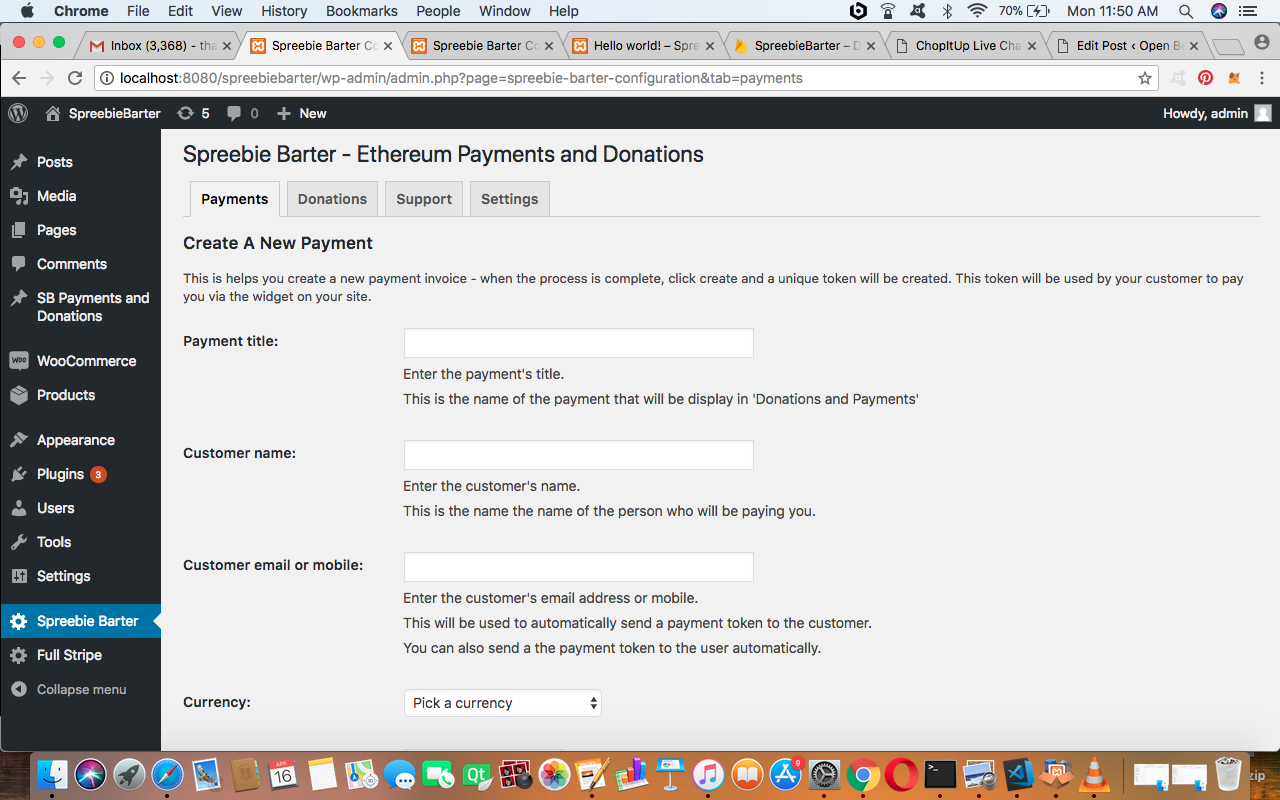 Chrome File Edit View History Bookmarks People Window Help 70% Mon 11:50 AM
Inbox (3,368) - tha
Spreebie Barter Co
Spreebie Barter Co
Hello world! – Spre
SpreebieBarter – D
ChopItUp Live Cha
Edit Post ‹ Open B
localhost:8080/spreebiebarter/wp-admin/admin.php?page=spreebie-barter-configuration&tab=payments
SpreebieBarter 5 0 New Howdy, admin
Posts
Media
Pages
Comments
SB Payments and
Donations
WooCommerce
Products
Appearance
Plugins 3
Users
Tools
Settings
Spreebie Barter
Full Stripe
Collapse menu
Spreebie Barter - Ethereum Payments and Donations
Payments Donations Support Settings
Create A New Payment
This is helps you create a new payment invoice - when the process is complete, click create and a unique token will be created. This token will be used by your customer to pay
you via the widget on your site.
Payment title:
Enter the payment's title.
This is the name of the payment that will be display in 'Donations and Payments'
Customer name:
Enter the customer's name.
This is the name the name of the person who will be paying you.
Customer email or mobile:
Enter the customer's email address or mobile.
This will be used to automatically send a payment token to the customer.
You can also send a the payment token to the user automatically.
Currency:
Pick a currency
APR
16
Qt
9
zip